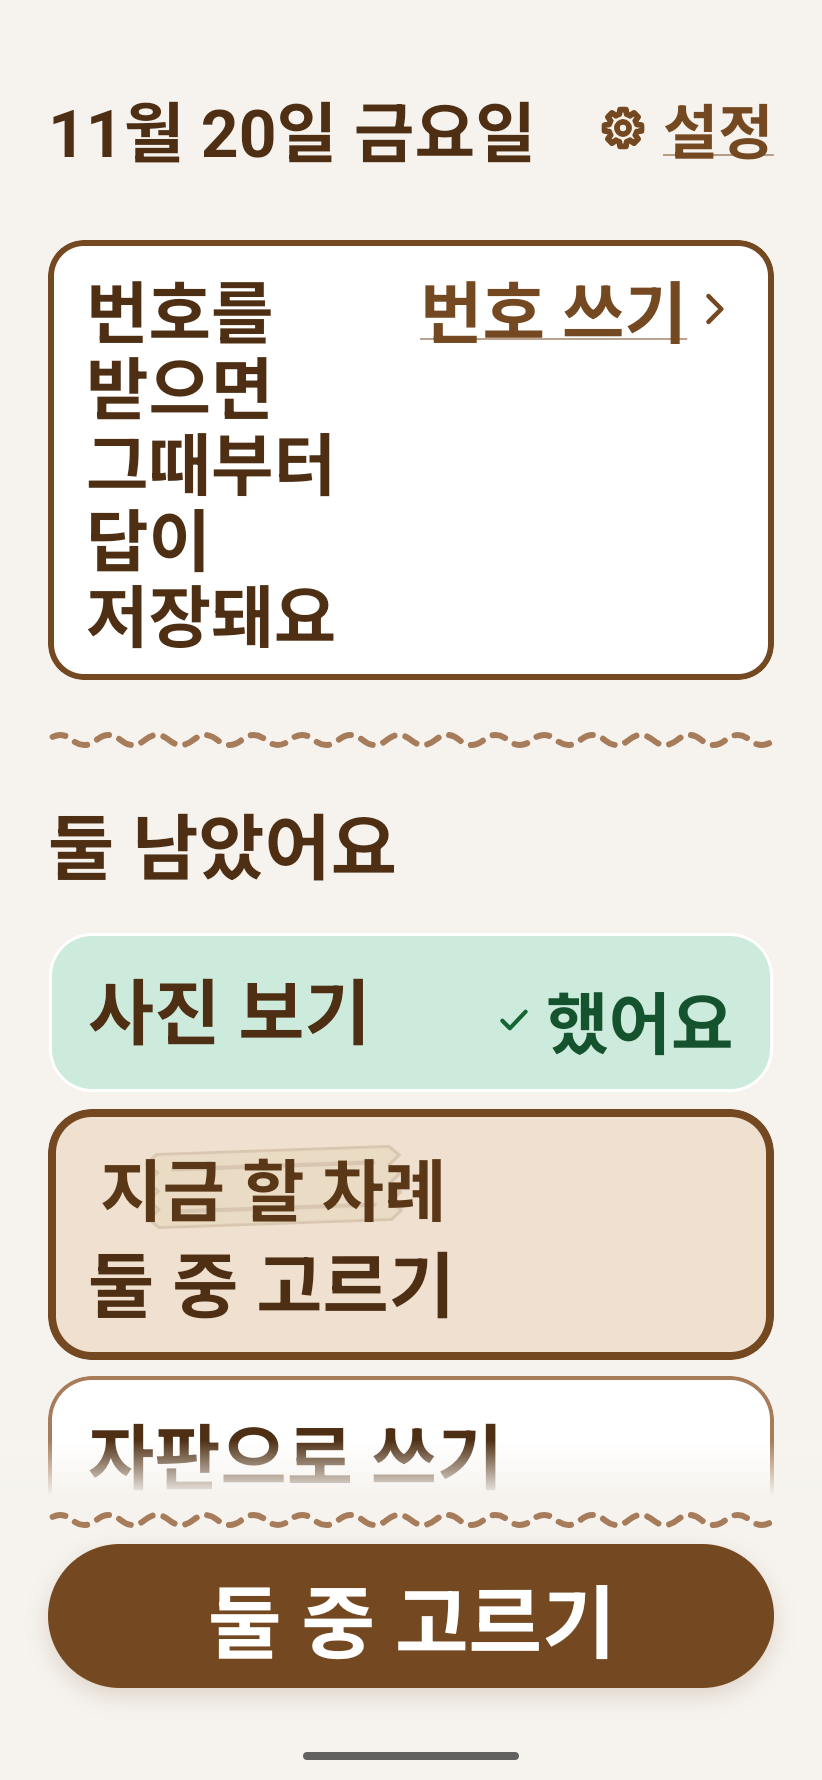 11월 20일 금요일 설정
번호를 번호 쓰기
받으면
그때부터
답이
저장돼요
둘 남았어요
사진 보기 했어요
지금 할 차례
둘 중 고르기
자판으로 쓰기
둘 중 고르기